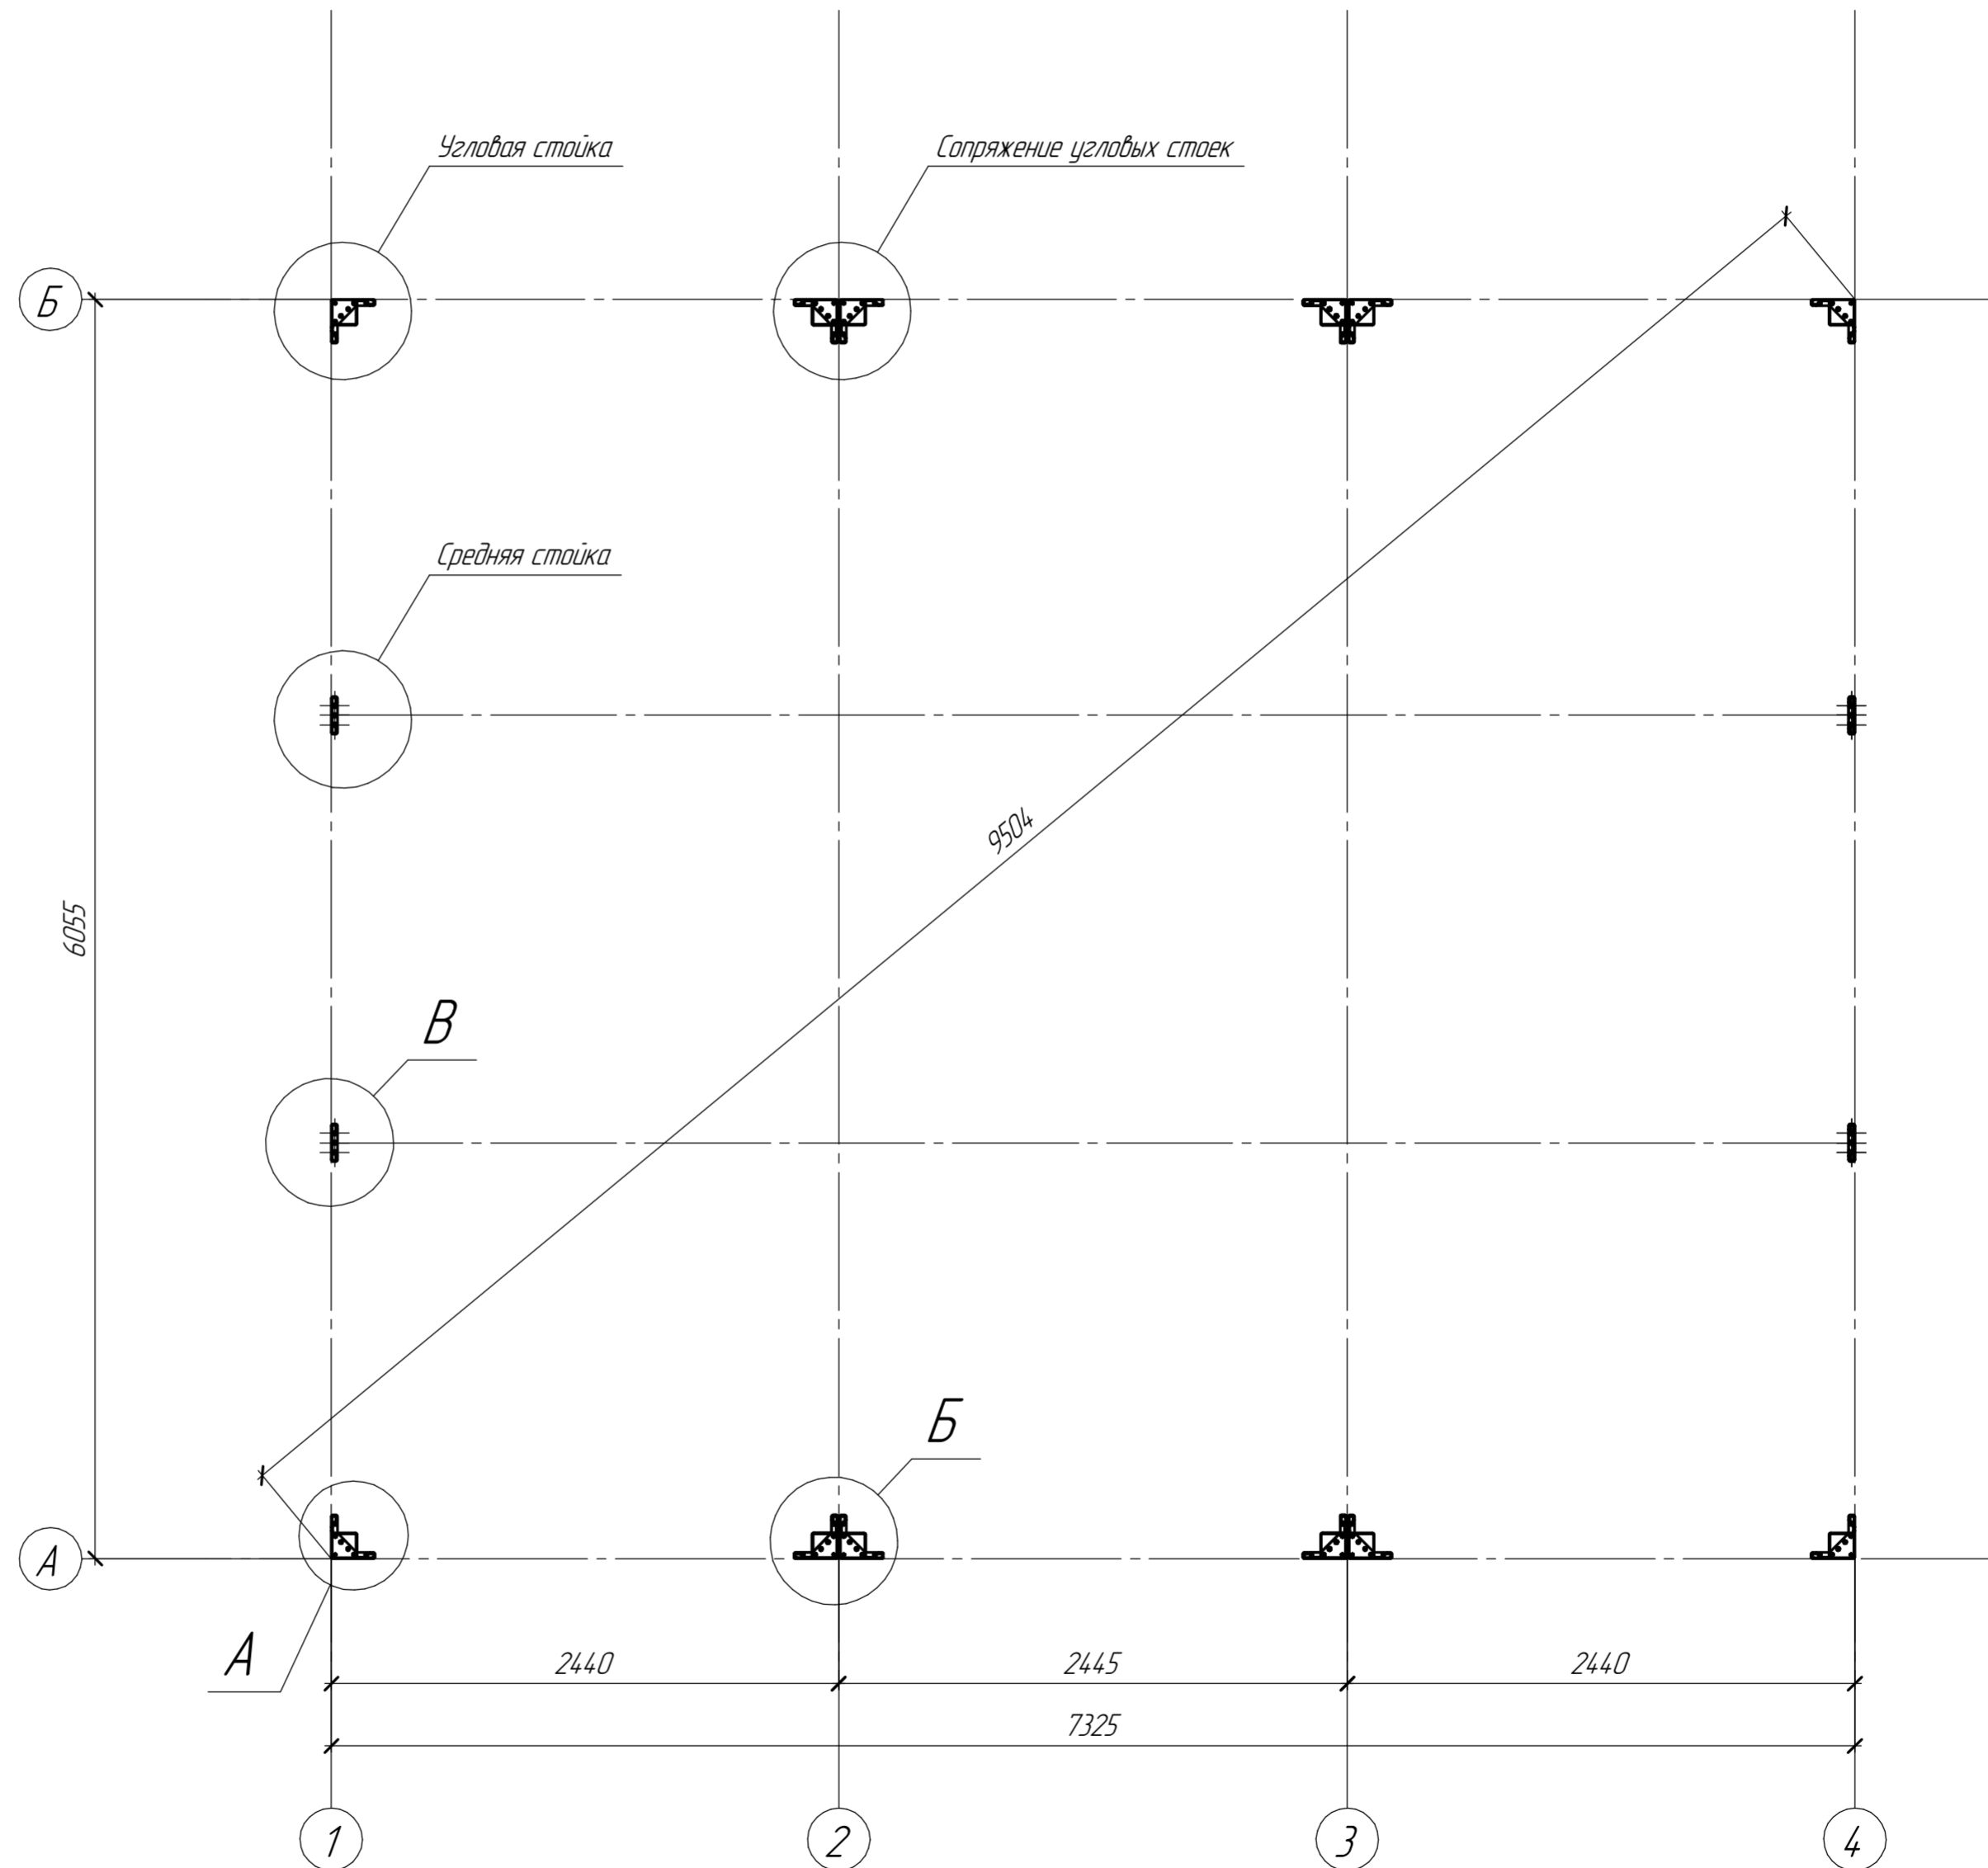 Угловая стойка
Сопряжение угловых стоек
Б
Средняя стойка
9504
6055
В
Б
А
А
2440
2445
2440
7325
1
2
3
4